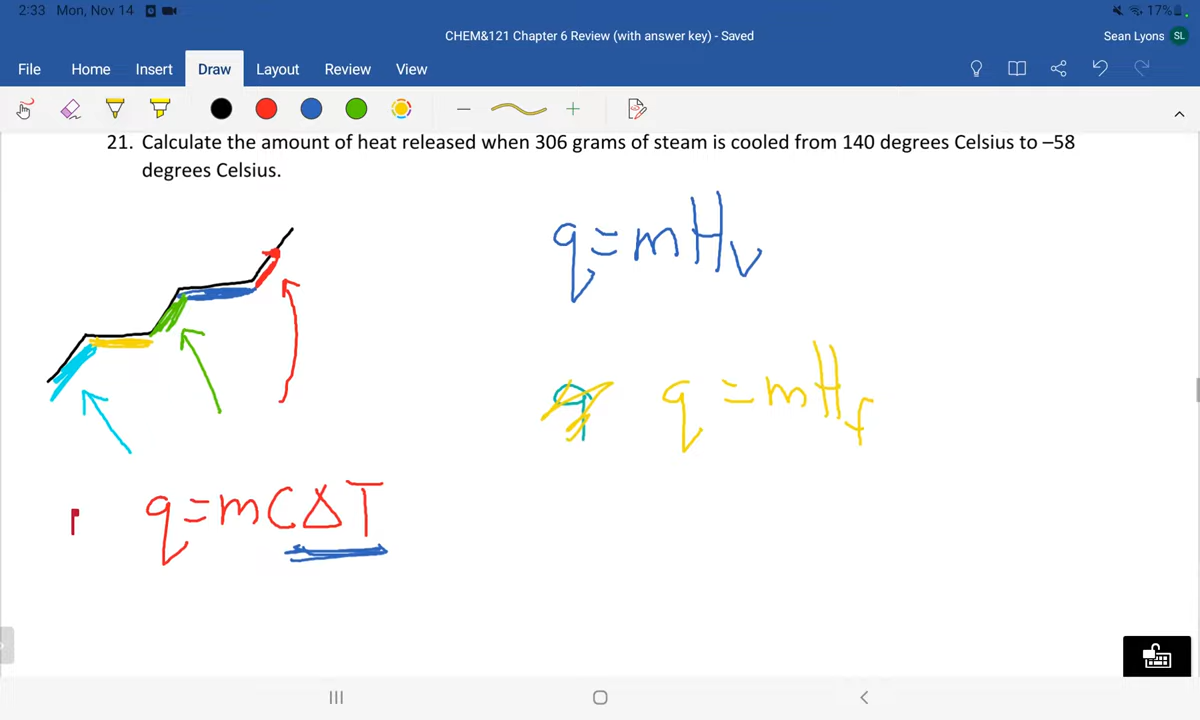 2:33 Mon, Nov 14
17%
CHEM&121 Chapter 6 Review (with answer key) - Saved
Sean Lyons SL
File Home Insert Draw Layout Review View
21. Calculate the amount of heat released when 306 grams of steam is cooled from 140 degrees Celsius to –58
degrees Celsius.
q=mHv
q =mHf
q=mCΔT